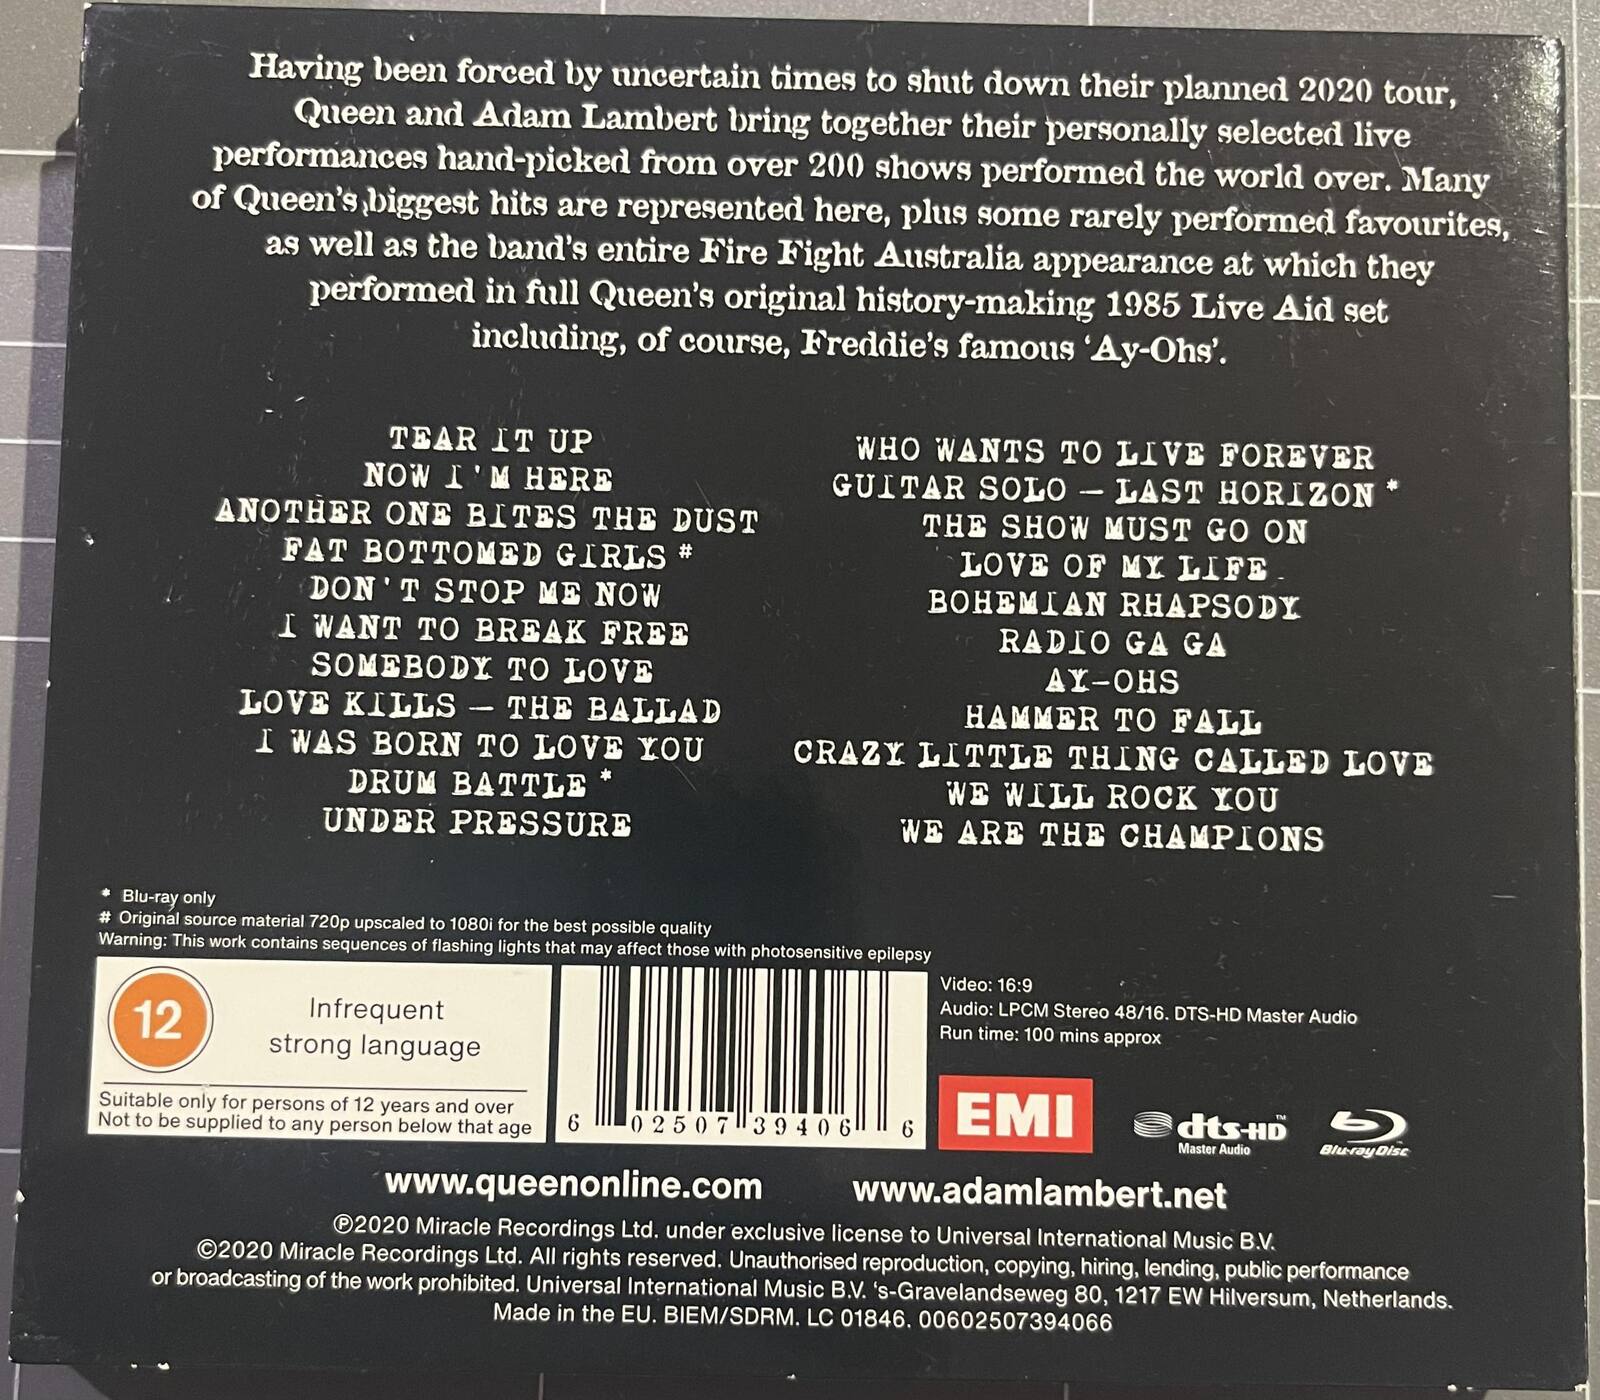 Having been forced by uncertain times to shut down their planned 2020 tour,
Queen and Adam Lambert bring together their personally selected live
performances hand-picked from over 200 shows performed the world over. Many
of Queen's biggest hits are represented here, plus some rarely performed favourites,
as well as the band's entire Fire Fight Australia appearance at which they
performed in full Queen's original history-making 1985 Live Aid set
including, of course, Freddie's famous 'Ay-Ohs'.
TEAR IT UP
NOW I'M HERE
ANOTHER ONE BITES THE DUST
FAT BOTTOMED GIRLS #
DON'T STOP ME NOW
I WANT TO BREAK FREE
SOMEBODY TO LOVE
LOVE KILLS – THE BALLAD
I WAS BORN TO LOVE YOU
DRUM BATTLE *
UNDER PRESSURE
WHO WANTS TO LIVE FOREVER
GUITAR SOLO – LAST HORIZON *
THE SHOW MUST GO ON
LOVE OF MY LIFE
BOHEMIAN RHAPSODY
RADIO GA GA
AY-OHS
HAMMER TO FALL
CRAZY LITTLE THING CALLED LOVE
WE WILL ROCK YOU
WE ARE THE CHAMPIONS
* Blu-ray only
# Original source material 720p upscaled to 1080i for the best possible quality
Warning: This work contains sequences of flashing lights that may affect those with photosensitive epilepsy
12
Infrequent
strong language
Suitable only for persons of 12 years and over
Not to be supplied to any person below that age
6 02507 39406 6
Video: 16:9
Audio: LPCM Stereo 48/16. DTS-HD Master Audio
Run time: 100 mins approx
EMI
dts-HD™
Master Audio
Blu-ray Disc™
www.queenonline.com
www.adamlambert.net
℗2020 Miracle Recordings Ltd. under exclusive license to Universal International Music B.V.
©2020 Miracle Recordings Ltd. All rights reserved. Unauthorised reproduction, copying, hiring, lending, public performance
or broadcasting of the work prohibited. Universal International Music B.V. 's-Gravelandseweg 80, 1217 EW Hilversum, Netherlands.
Made in the EU. BIEM/SDRM. LC 01846. 00602507394066